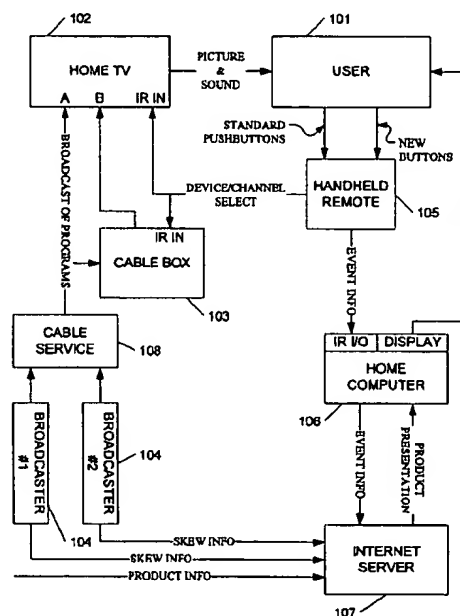 102
101
HOME TV
A B IR IN
PICTURE
&
SOUND
USER
STANDARD
PUSHBUTTONS
NEW
BUTTONS
BROADCAST OF PROGRAMS
DEVICE/CHANNEL
SELECT
HANDHELD
REMOTE
105
IR IN
CABLE BOX
103
EVENT
INFO
CABLE
SERVICE
108
IR I/O DISPLAY
HOME
COMPUTER
106
BROADCASTER
#1
104
BROADCASTER
#2
104
EVENT
INFO
PRODUCT
PRESENTATION
SKEW INFO
SKEW INFO
PRODUCT INFO
INTERNET
SERVER
107